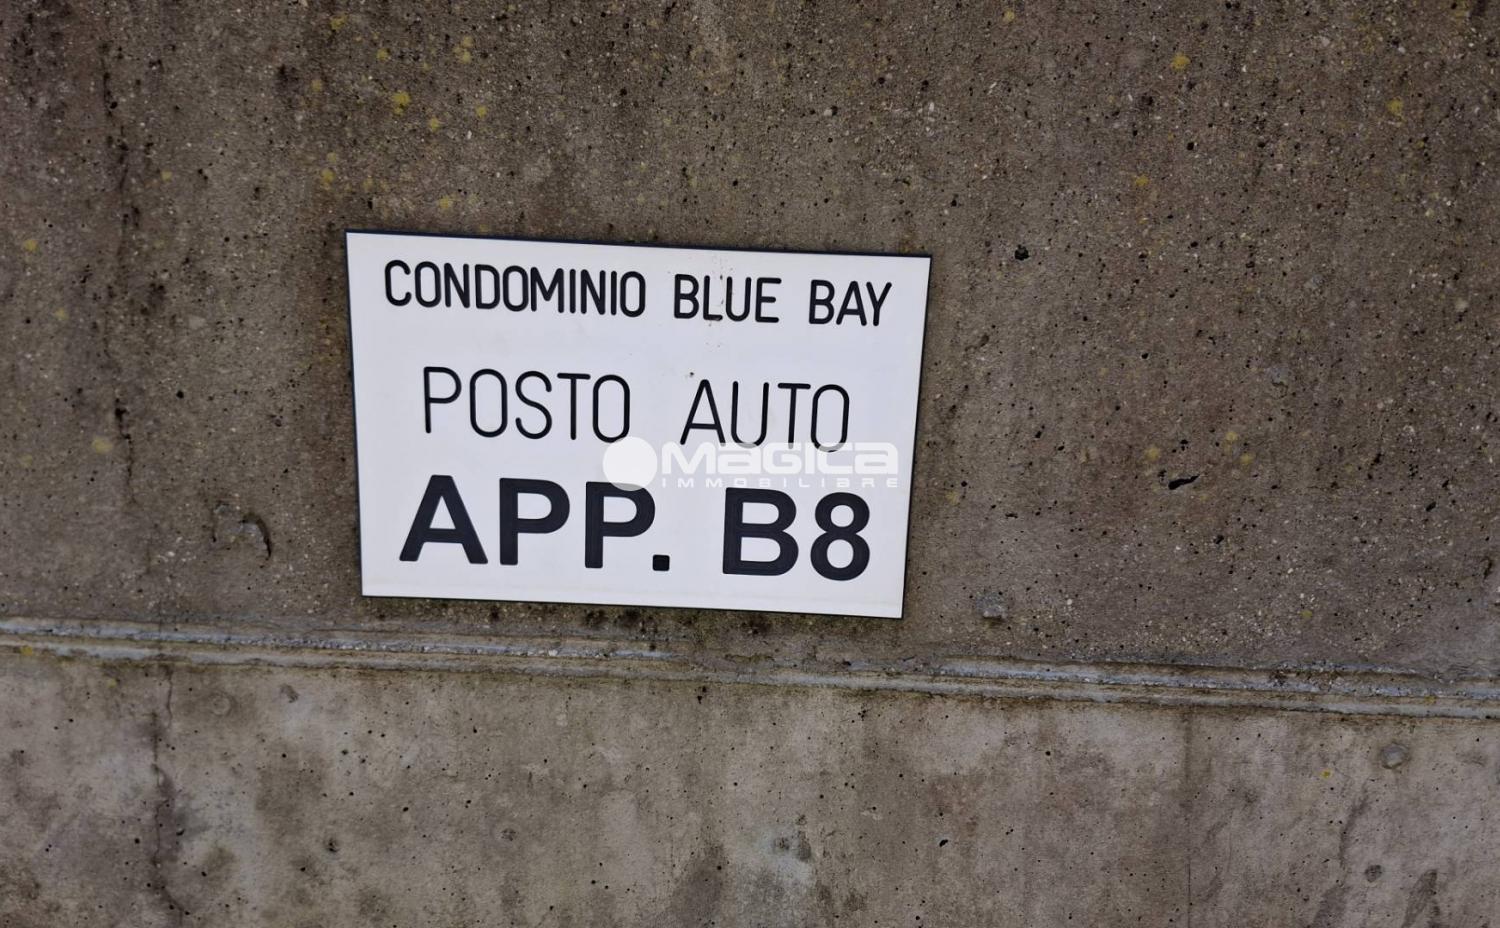 CONDOMINIO BLUE BAY
POSTO AUTO
MAGICA
IMMOBILIARE
APP. B8